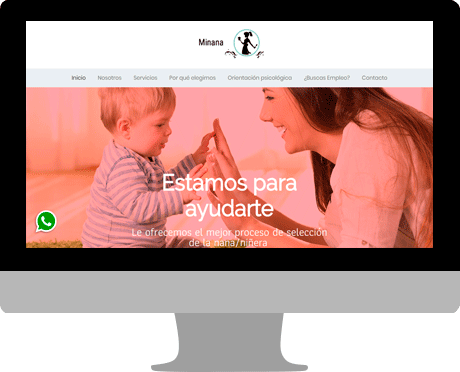 Minana
Inicio Nosotros Servicios Por qué elegirnos Orientación psicológica ¿Buscas Empleo? Contacto
Estamos para
ayudarte
Le ofrecemos el mejor proceso de selección
de la nana/niñera